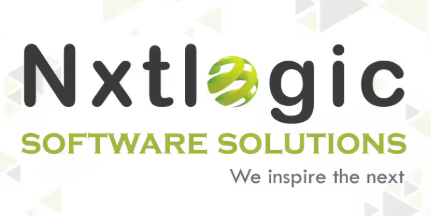 Nxtlogic
SOFTWARE SOLUTIONS
We inspire the next